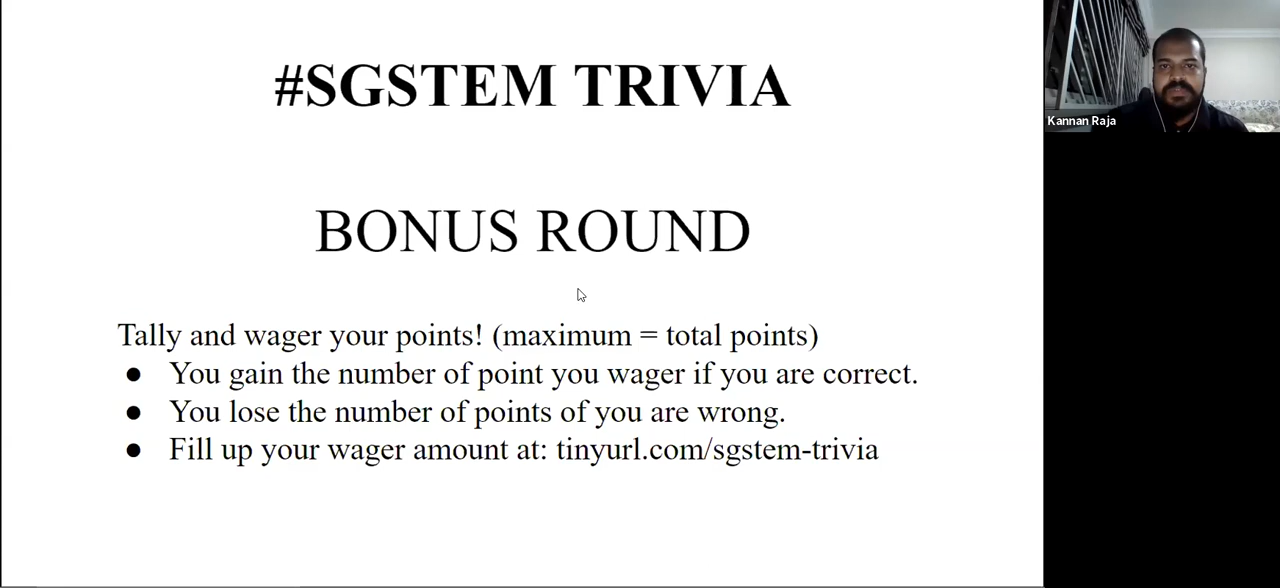 #SGSTEM TRIVIA
BONUS ROUND
Tally and wager your points! (maximum = total points)
● You gain the number of point you wager if you are correct.
● You lose the number of points of you are wrong.
● Fill up your wager amount at: tinyurl.com/sgstem-trivia
Kannan Raja